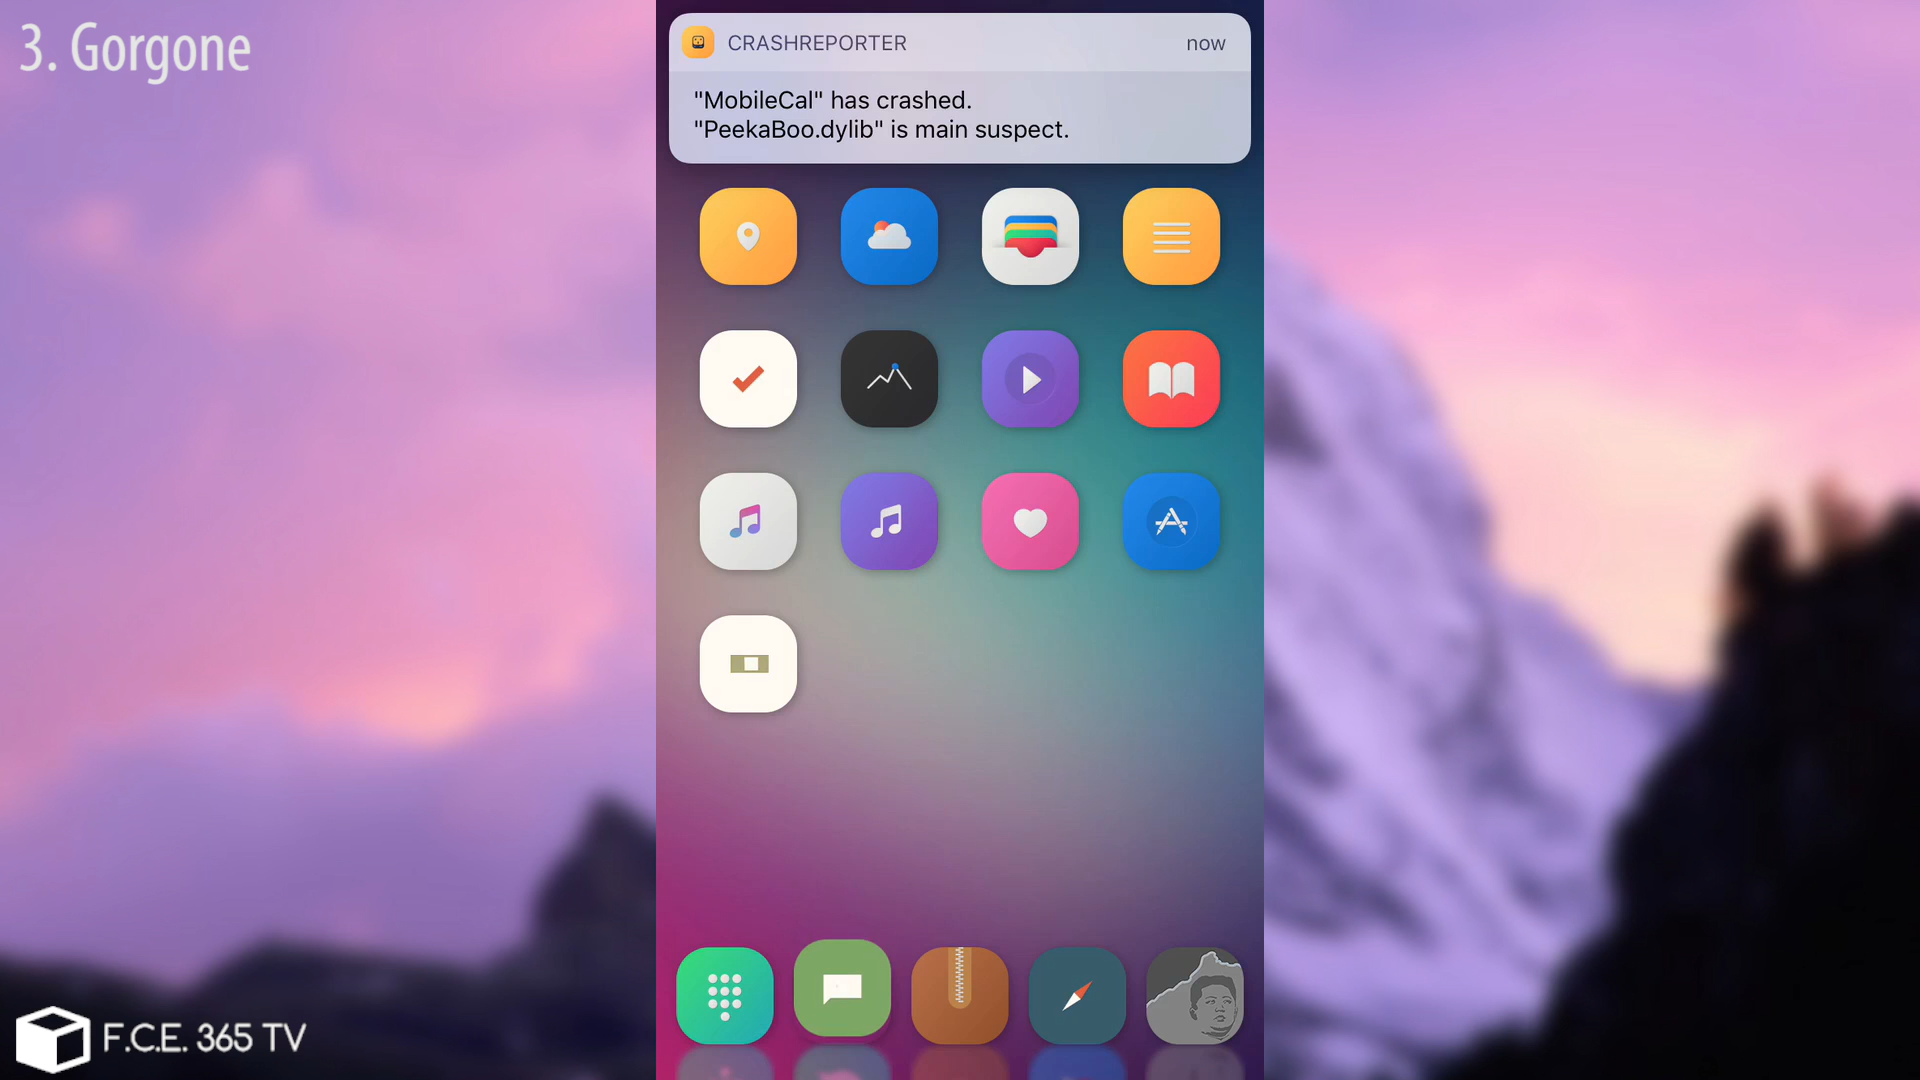 3. Gorgone
CRASHREPORTER
now
"MobileCal" has crashed.
"PeekaBoo.dylib" is main suspect.
F.C.E. 365 TV